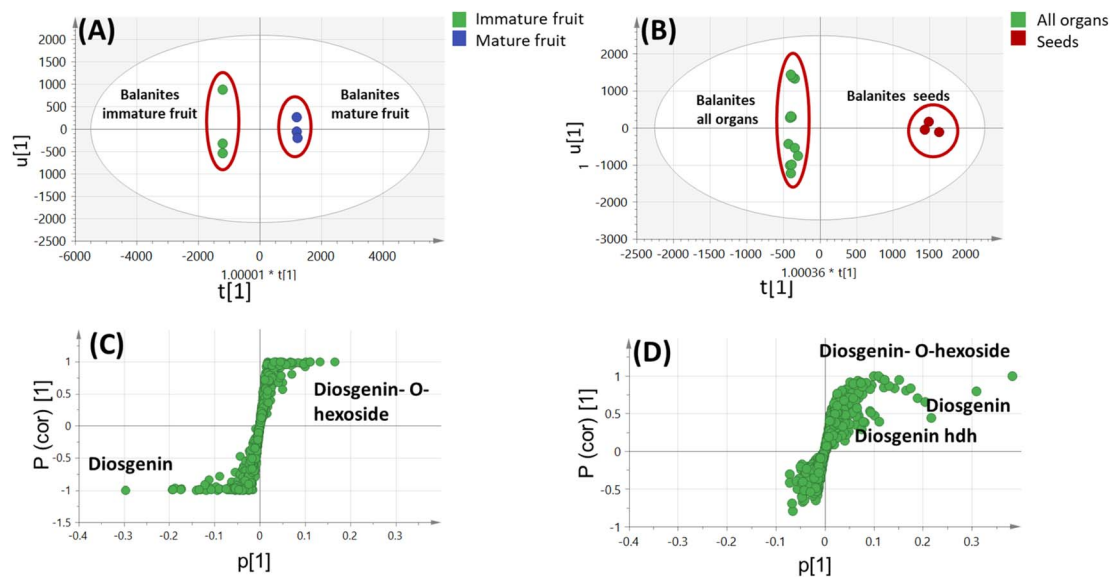 (A)
Immature fruit
Mature fruit
2000
1500
1000
500
0
-500
-1000
-1500
-2000
-2500
u[1]
Balanites
immature fruit
Balanites
mature fruit
-6000 -4000 -2000 0 2000 4000
1.00001 * t[1]
t[1]
(B)
All organs
Seeds
2000
1000
0
-1000
-2000
-3000
u[1]
1
Balanites
all organs
Balanites seeds
-2500 -2000 -1500 -1000 -500 0 500 1000 1500 2000
1.00036 * t[1]
t[1]
(C)
1
0.5
0
-0.5
-1
-1.5
P (cor) [1]
Diosgenin- O-
hexoside
Diosgenin
-0.4 -0.3 -0.2 -0.1 0 0.1 0.2 0.3
p[1]
(D)
1.5
1
0.5
0
-0.5
-1
P (cor) [1]
Diosgenin- O-hexoside
Diosgenin
Diosgenin hdh
-0.4 -0.3 -0.2 -0.1 0 0.1 0.2 0.3 0.4
p[1]